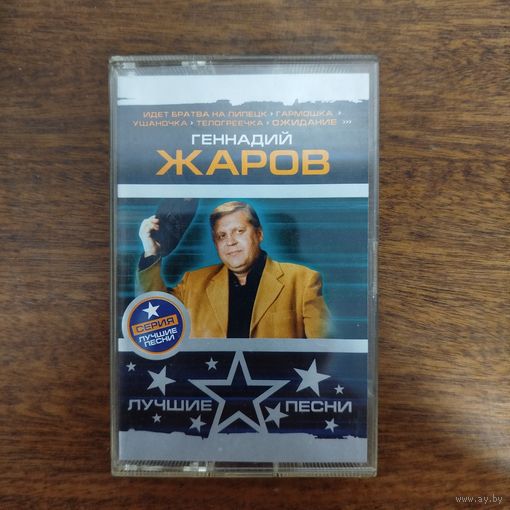 ИДЕТ БРАТВА НА ЛИПЕЦК › ГАРМОШКА ›
УШАНОЧКА › ТЕЛОГРЕЕЧКА › ОЖИДАНИЕ ›››
ГЕННАДИЙ
ЖАРОВ
СЕРИЯ
ЛУЧШИЕ
ПЕСНИ
ЛУЧШИЕ ПЕСНИ
www.ay.by